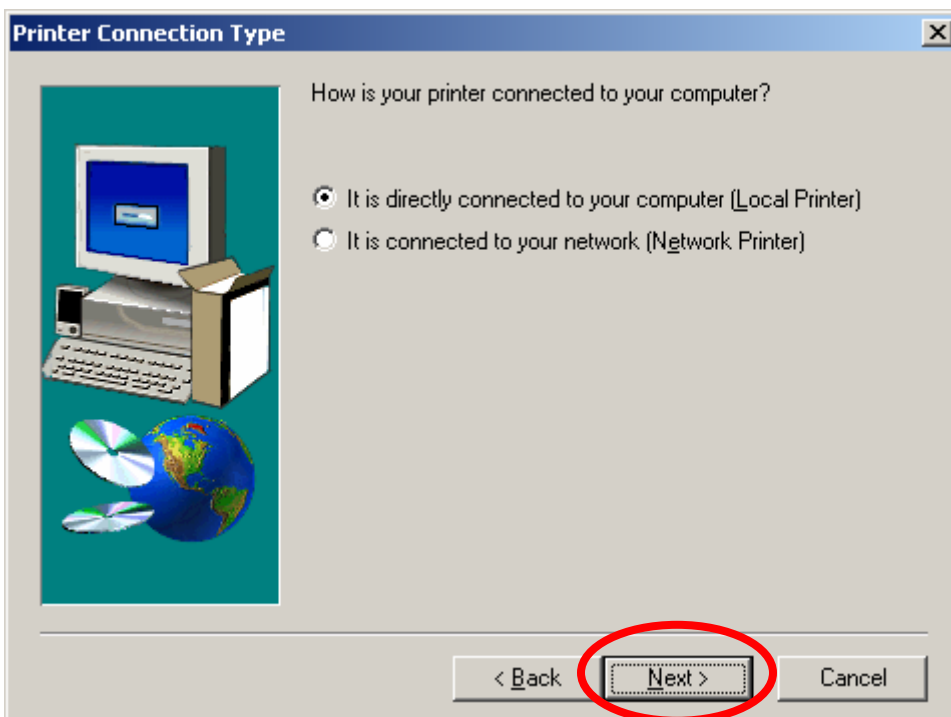 Printer Connection Type
How is your printer connected to your computer?
It is directly connected to your computer (Local Printer)
It is connected to your network (Network Printer)
< Back Next > Cancel